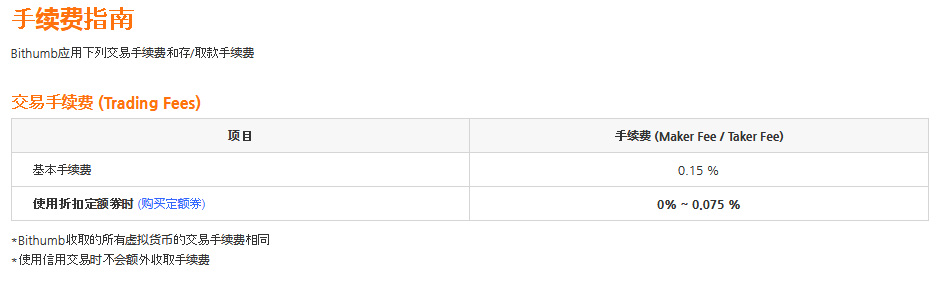 手续费指南
Bithumb应用下列交易手续费和存/取款手续费
交易手续费 (Trading Fees)
项目 手续费 (Maker Fee / Taker Fee)
基本手续费 0.15 %
使用折扣定额券时 (购买定额券) 0% ~ 0.075 %
*Bithumb收取的所有虚拟货币的交易手续费相同
*使用信用交易时不会额外收取手续费